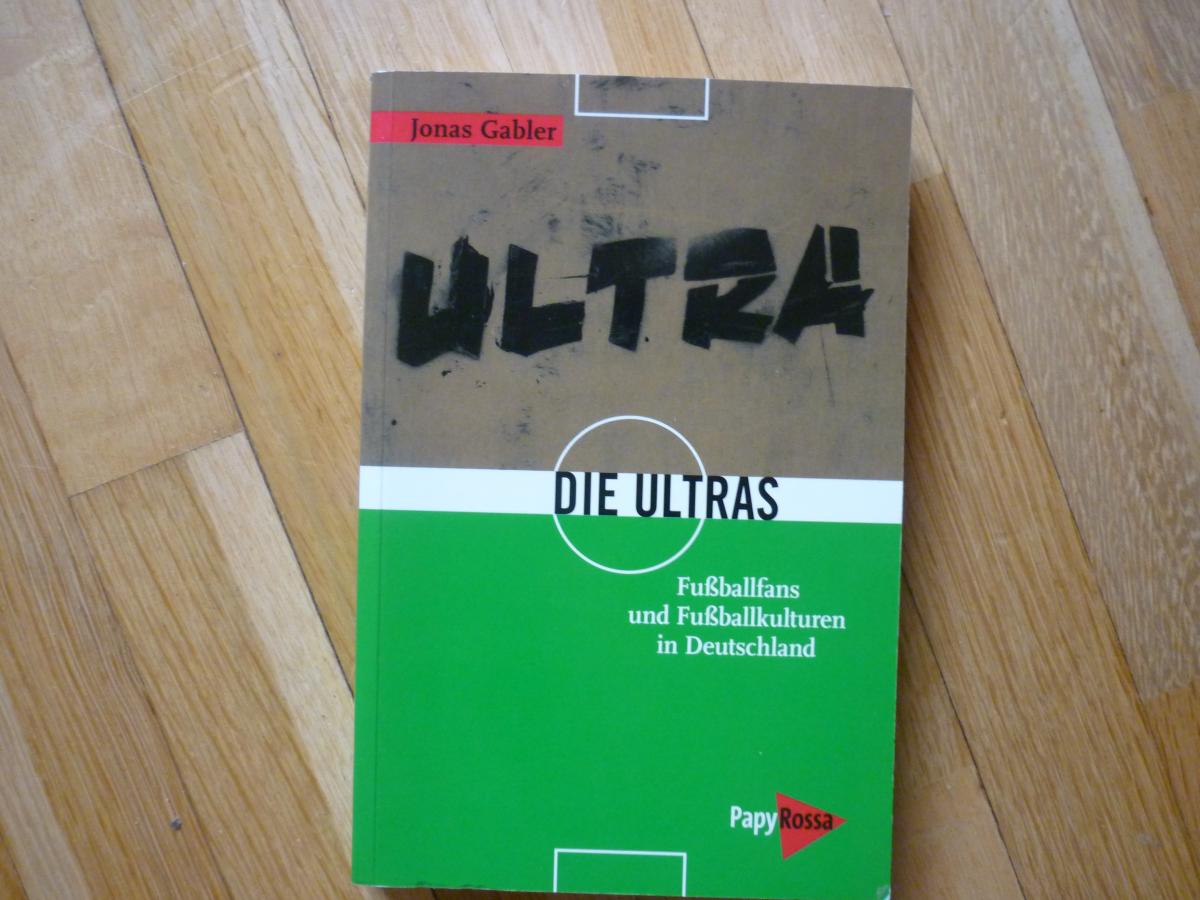 Jonas Gabler
ULTRA
DIE ULTRAS
Fußballfans
und Fußballkulturen
in Deutschland
PapyRossa